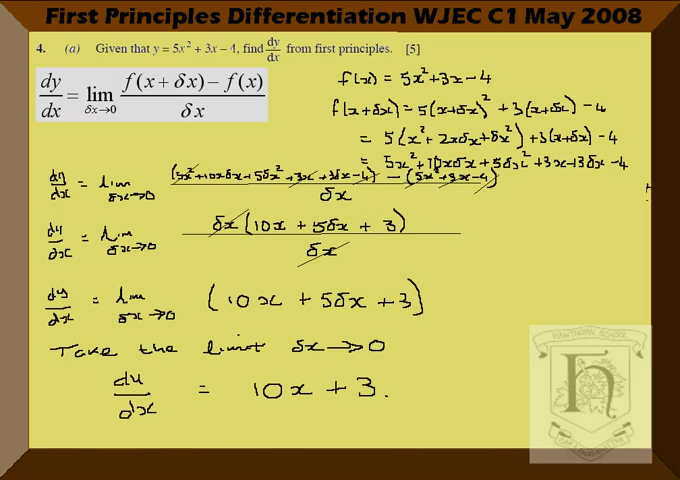 First Principles Differentiation WJEC C1 May 2008
4. (a) Given that y = 5x² + 3x – 4, find dy/dx from first principles. [5]
dy/dx = lim δx→0 f(x + δx) – f(x) / δx
f(x) = 5x² + 3x – 4
f(x + δx) = 5(x + δx)² + 3(x + δx) – 4
= 5(x² + 2xδx + δx²) + 3(x + δx) – 4
= 5x² + 10xδx + 5δx² + 3x + 3δx – 4
dy/dx = lim δx→0 (5x² + 10xδx + 5δx² + 3x + 3δx – 4) – (5x² + 3x – 4) / δx
dy/dx = lim δx→0 δx(10x + 5δx + 3) / δx
dy/dx = lim δx→0 (10x + 5δx + 3)
Take the limit δx → 0
dy/dx = 10x + 3.
HAWTHORN SCHOOL
H